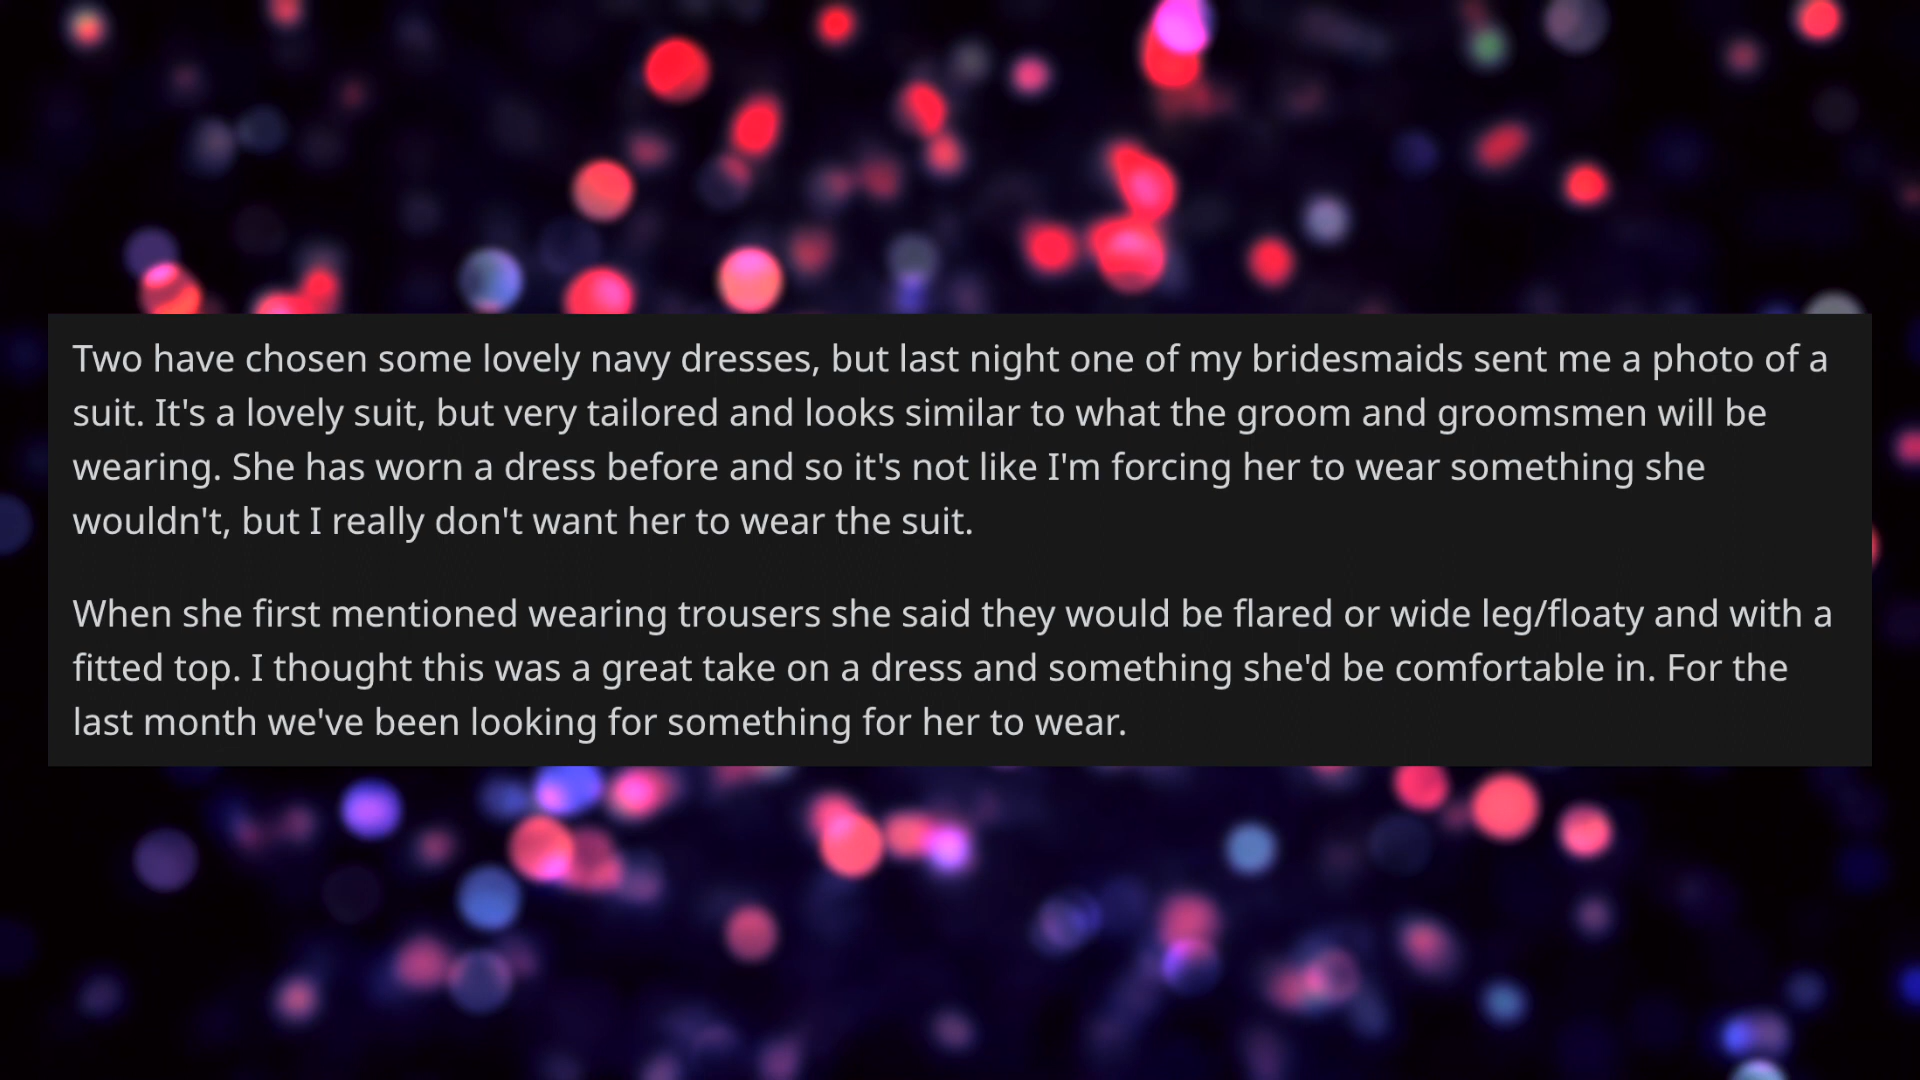 Two have chosen some lovely navy dresses, but last night one of my bridesmaids sent me a photo of a
suit. It's a lovely suit, but very tailored and looks similar to what the groom and groomsmen will be
wearing. She has worn a dress before and so it's not like I'm forcing her to wear something she
wouldn't, but I really don't want her to wear the suit.
When she first mentioned wearing trousers she said they would be flared or wide leg/floaty and with a
fitted top. I thought this was a great take on a dress and something she'd be comfortable in. For the
last month we've been looking for something for her to wear.